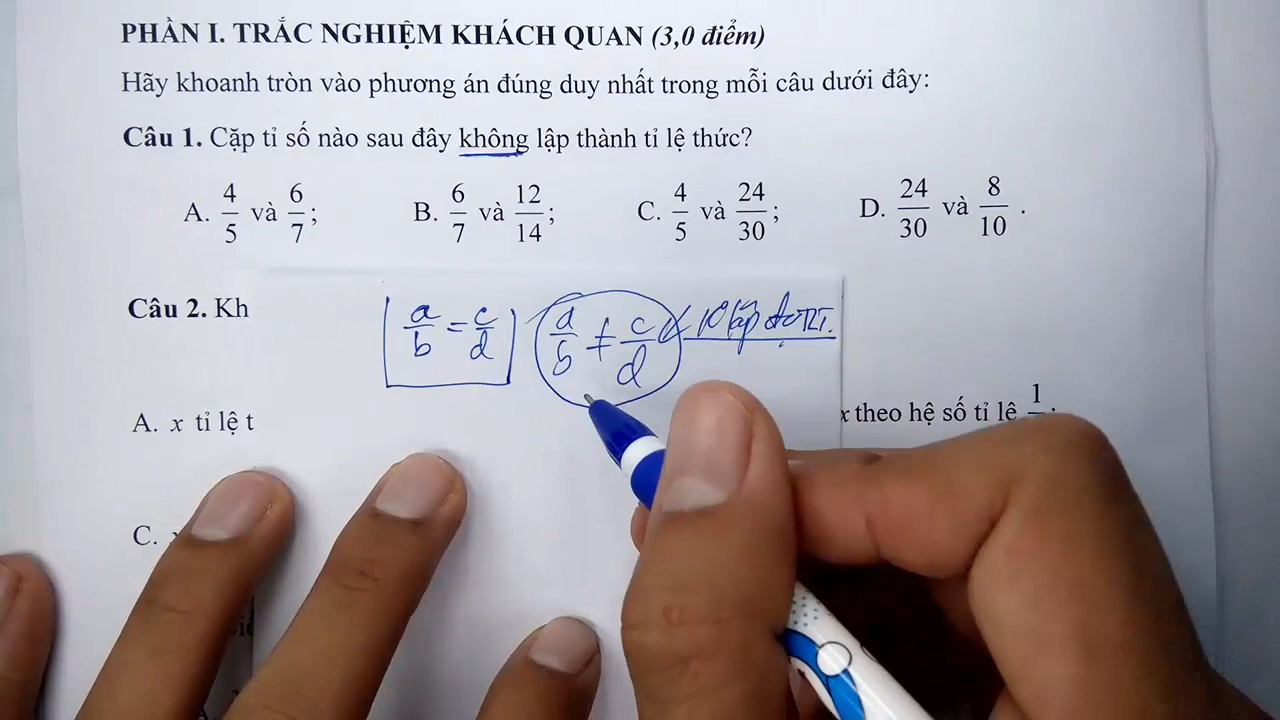 PHẦN I. TRẮC NGHIỆM KHÁCH QUAN (3,0 điểm)
Hãy khoanh tròn vào phương án đúng duy nhất trong mỗi câu dưới đây:
Câu 1. Cặp tỉ số nào sau đây không lập thành tỉ lệ thức?
A. 4/5 và 6/7; B. 6/7 và 12/14; C. 4/5 và 24/30; D. 24/30 và 8/10.
Câu 2. Kh
a/b = c/d a/b ≠ c/d lập
A. x tỉ lệ t x theo hệ số tỉ lệ 1
C.